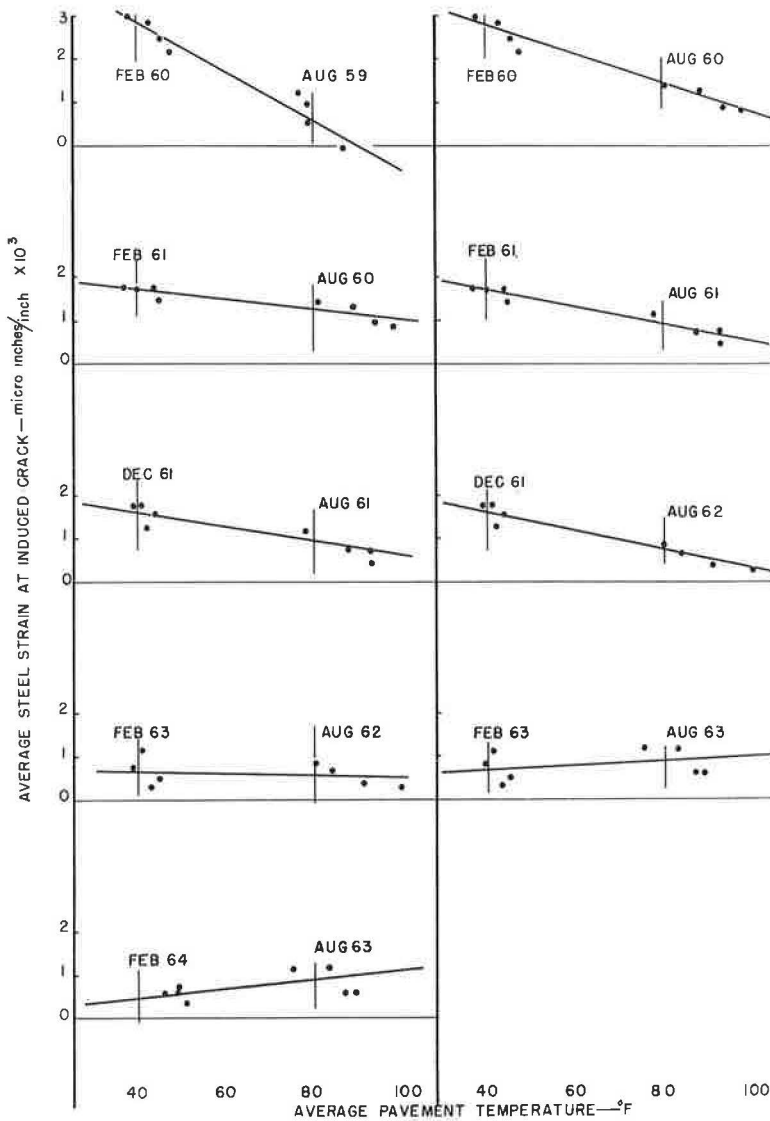 3
2
1
0
FEB 60
AUG 59
FEB 60
AUG 60
2
1
0
FEB 61
AUG 60
FEB 61
AUG 61
2
1
0
DEC 61
AUG 61
DEC 61
AUG 62
2
1
0
FEB 63
AUG 62
FEB 63
AUG 63
2
1
0
FEB 64
AUG 63
40 60 80 100 40 60 80 100
AVERAGE PAVEMENT TEMPERATURE—°F
AVERAGE STEEL STRAIN AT INDUCED CRACK—micro inches/inch X10³